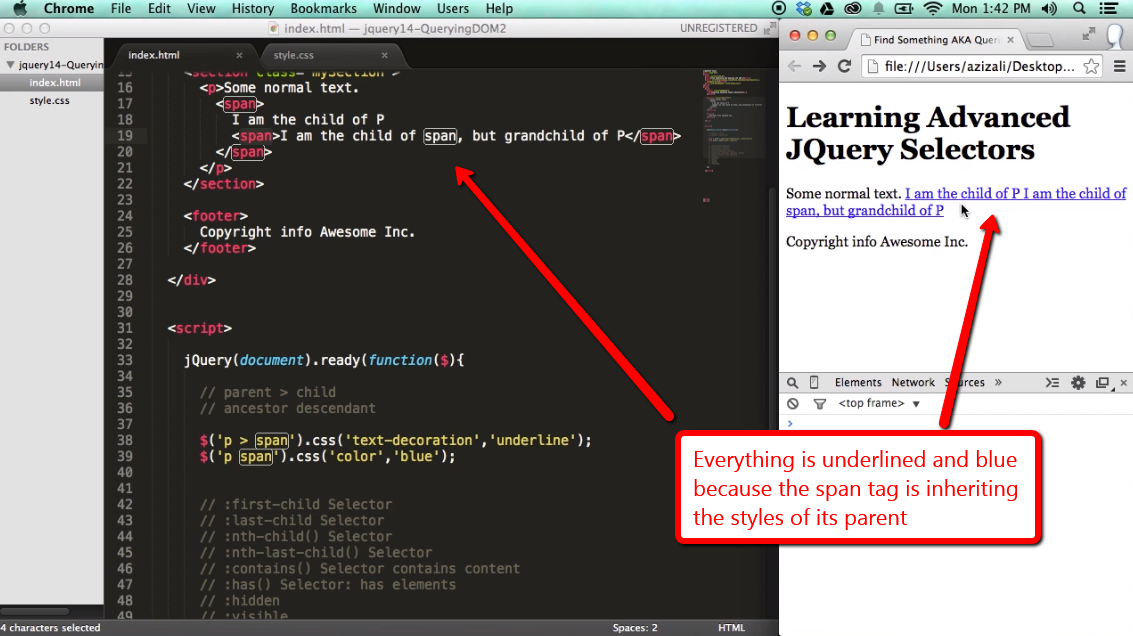 Chrome File Edit View History Bookmarks Window Users Help Mon 1:42 PM
index.html — jquery14-QueryingDOM2 UNREGISTERED
FOLDERS
jquery14-Queryin
index.html
style.css
index.html × style.css ×
15 <section class="mySection">
16 <p>Some normal text.
17 <span>
18 I am the child of P
19 <span>I am the child of span, but grandchild of P</span>
20 </span>
21 </p>
22 </section>
23
24 <footer>
25 Copyright info Awesome Inc.
26 </footer>
27
28 </div>
29
30
31 <script>
32
33 jQuery(document).ready(function($){
34
35 // parent > child
36 // ancestor descendant
37
38 $('p > span').css('text-decoration','underline');
39 $('p span').css('color','blue');
40
41
42 // :first-child Selector
43 // :last-child Selector
44 // :nth-child() Selector
45 // :nth-last-child() Selector
46 // :contains() Selector contains content
47 // :has() Selector: has elements
48 // :hidden
49 // :visible
4 characters selected Spaces: 2 HTML
Find Something AKA Queri ×
file:///Users/azizali/Desktop...
Learning Advanced
JQuery Selectors
Some normal text. I am the child of P I am the child of
span, but grandchild of P
Copyright info Awesome Inc.
Elements Network Sources »
<top frame> ▼
Everything is underlined and blue
because the span tag is inheriting
the styles of its parent